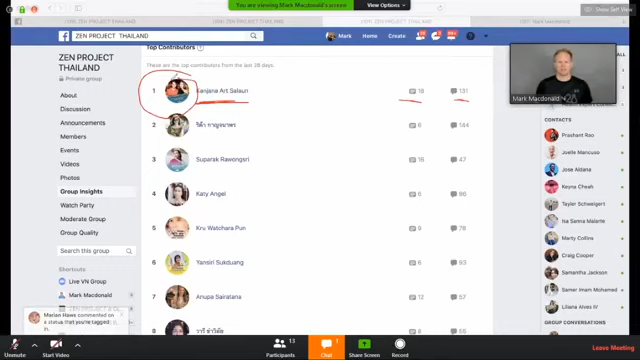 You are viewing Mark Macdonald's screen
View Options
Show Self View
ZEN PROJECT THAILAND
ZEN PROJECT THAILAND
Mark
Home
Create
ZEN PROJECT
THAILAND
Private group
About
Discussion
Announcements
Members
Events
Videos
Photos
Group Insights
Watch Party
Moderate Group
Search this group
Shortcuts
Live VN Group
Mark Macdonald
Top Contributors
These are the top contributors from the last 28 days.
1 Kanjana Art Salaun 18 131
2 6 144
3 Suparak Rawongsri 16 47
4 Katy Angel 6 96
5 Kru Watchara Pun 6 78
6 Yansiri Sukduang 6 93
7 Anupa Sairatana 12 57
8
Mark Macdonald
CONTACTS
Prashant Rao
Joelle Mancuso
Jose Aldana
Keyna Cheah
Tayler Schweigert
Isa Sanna Malarte
Marty Collins
Craig Cooper
Samantha Jackson
Samer Imam Mohamed
Liliana Alves IV
GROUP CONVERSATIONS
Marian Haws commented on
a status that you're tagged
in.
Unmute
Start Video
Participants
13
Chat
1
Share Screen
Record
Leave Meeting